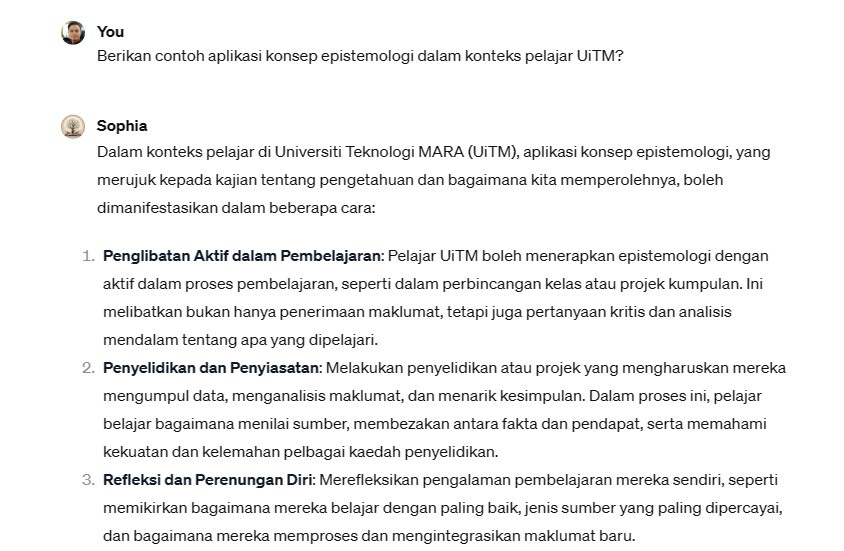 You
Berikan contoh aplikasi konsep epistemologi dalam konteks pelajar UiTM?
Sophia
Dalam konteks pelajar di Universiti Teknologi MARA (UiTM), aplikasi konsep epistemologi, yang
merujuk kepada kajian tentang pengetahuan dan bagaimana kita memperolehnya, boleh
dimanifestasikan dalam beberapa cara:
1. Penglibatan Aktif dalam Pembelajaran: Pelajar UiTM boleh menerapkan epistemologi dengan
aktif dalam proses pembelajaran, seperti dalam perbincangan kelas atau projek kumpulan. Ini
melibatkan bukan hanya penerimaan maklumat, tetapi juga pertanyaan kritis dan analisis
mendalam tentang apa yang dipelajari.
2. Penyelidikan dan Penyiasatan: Melakukan penyelidikan atau projek yang mengharuskan mereka
mengumpul data, menganalisis maklumat, dan menarik kesimpulan. Dalam proses ini, pelajar
belajar bagaimana menilai sumber, membezakan antara fakta dan pendapat, serta memahami
kekuatan dan kelemahan pelbagai kaedah penyelidikan.
3. Refleksi dan Perenungan Diri: Merefleksikan pengalaman pembelajaran mereka sendiri, seperti
memikirkan bagaimana mereka belajar dengan paling baik, jenis sumber yang paling dipercayai,
dan bagaimana mereka memproses dan mengintegrasikan maklumat baru.